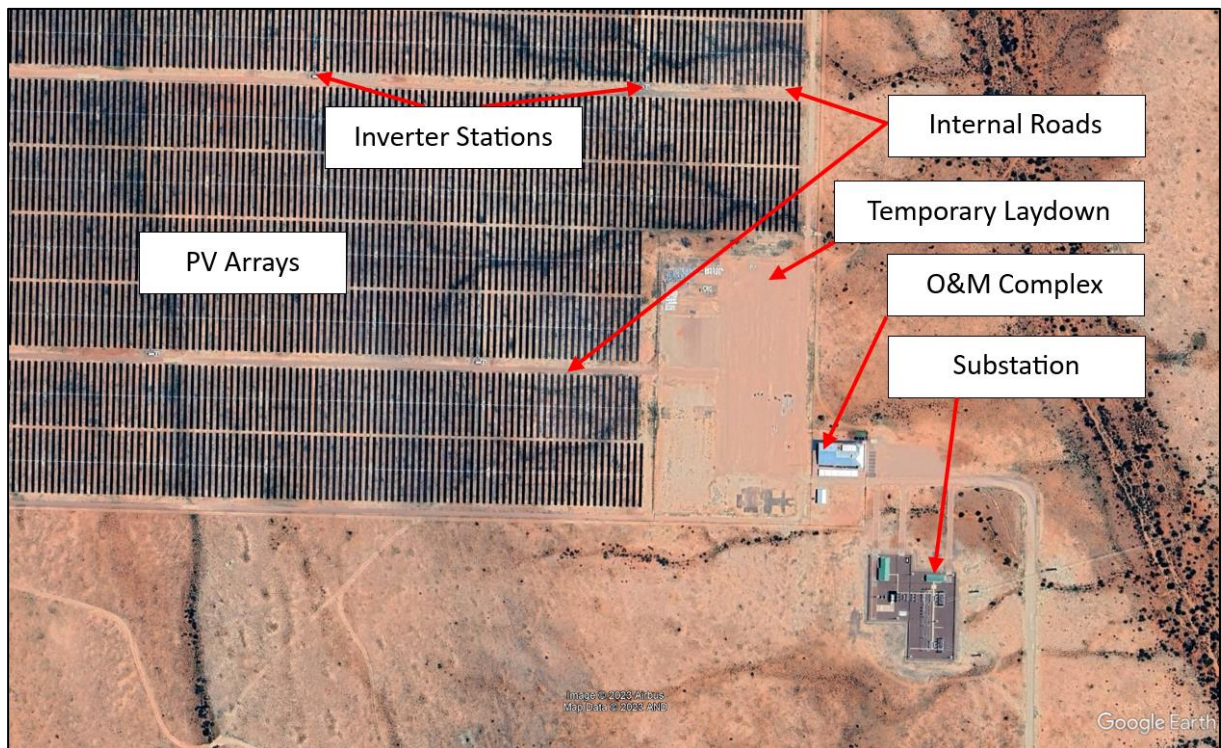 Inverter Stations
Internal Roads
Temporary Laydown
PV Arrays
O&M Complex
Substation
Image © 2023 Airbus
Map Data © 2023 AND
Google Earth